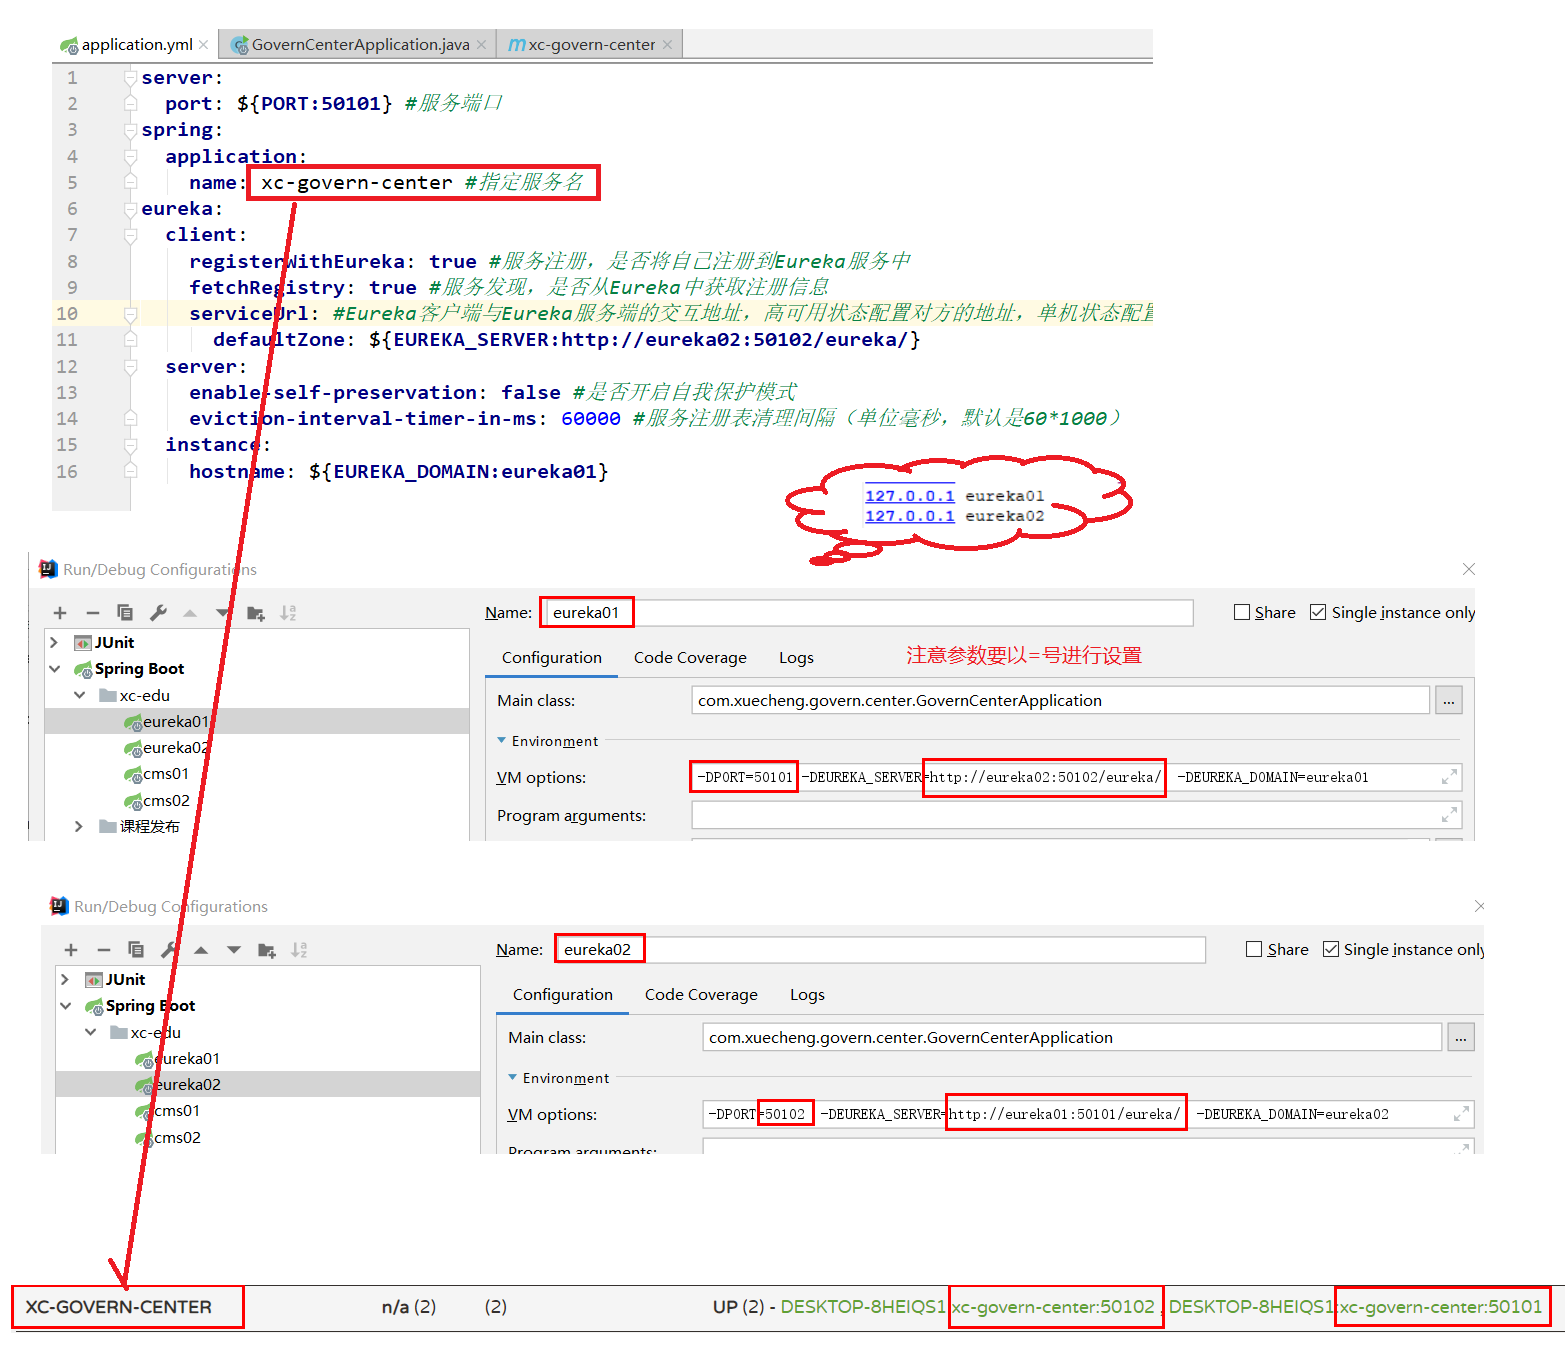 application.yml GovernCenterApplication.java xc-govern-center
1 server:
2 port: ${PORT:50101} #服务端口
3 spring:
4 application:
5 name: xc-govern-center #指定服务名
6 eureka:
7 client:
8 registerWithEureka: true #服务注册，是否将自己注册到Eureka服务中
9 fetchRegistry: true #服务发现，是否从Eureka中获取注册信息
10 serviceUrl: #Eureka客户端与Eureka服务端的交互地址，高可用状态配置对方的地址，单机状态配置
11 defaultZone: ${EUREKA_SERVER:http://eureka02:50102/eureka/}
12 server:
13 enable-self-preservation: false #是否开启自我保护模式
14 eviction-interval-timer-in-ms: 60000 #服务注册表清理间隔（单位毫秒，默认是60*1000）
15 instance:
16 hostname: ${EUREKA_DOMAIN:eureka01}
127.0.0.1 eureka01
127.0.0.1 eureka02
Run/Debug Configurations
Name: eureka01 Share Single instance only
JUnit
Spring Boot
xc-edu
eureka01
eureka02
cms01
cms02
课程发布
Configuration Code Coverage Logs 注意参数要以=号进行设置
Main class: com.xuecheng.govern.center.GovernCenterApplication ...
Environment
VM options: -DPORT=50101 -DEUREKA_SERVER=http://eureka02:50102/eureka/ -DEUREKA_DOMAIN=eureka01
Program arguments:
Run/Debug Configurations
Name: eureka02 Share Single instance only
JUnit
Spring Boot
xc-edu
eureka01
eureka02
cms01
cms02
Configuration Code Coverage Logs
Main class: com.xuecheng.govern.center.GovernCenterApplication ...
Environment
VM options: -DPORT=50102 -DEUREKA_SERVER=http://eureka01:50101/eureka/ -DEUREKA_DOMAIN=eureka02
Program arguments:
XC-GOVERN-CENTER n/a (2) (2) UP (2) - DESKTOP-8HEIQS1:xc-govern-center:50102 , DESKTOP-8HEIQS1:xc-govern-center:50101